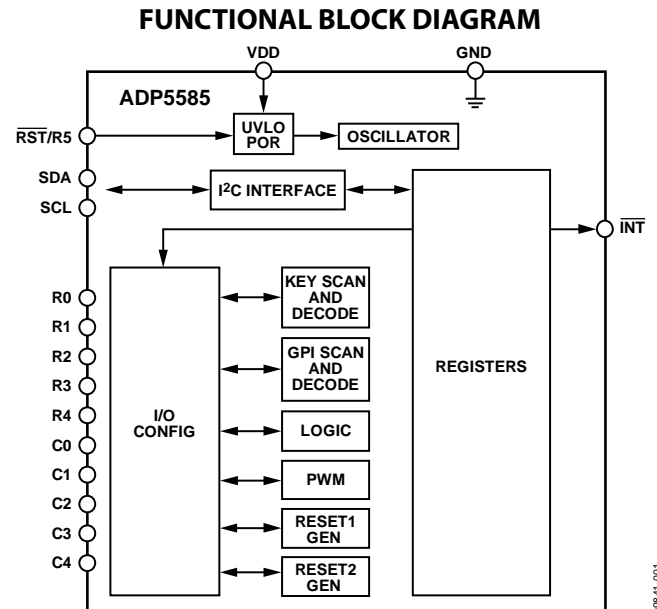 FUNCTIONAL BLOCK DIAGRAM
VDD
GND
ADP5585
RST/R5
UVLO
POR
OSCILLATOR
SDA
I2C INTERFACE
SCL
INT
R0
KEY SCAN
AND
DECODE
R1
R2
GPI SCAN
AND
DECODE
REGISTERS
R3
R4
I/O
CONFIG
LOGIC
C0
C1
PWM
C2
RESET1
GEN
C3
C4
RESET2
GEN